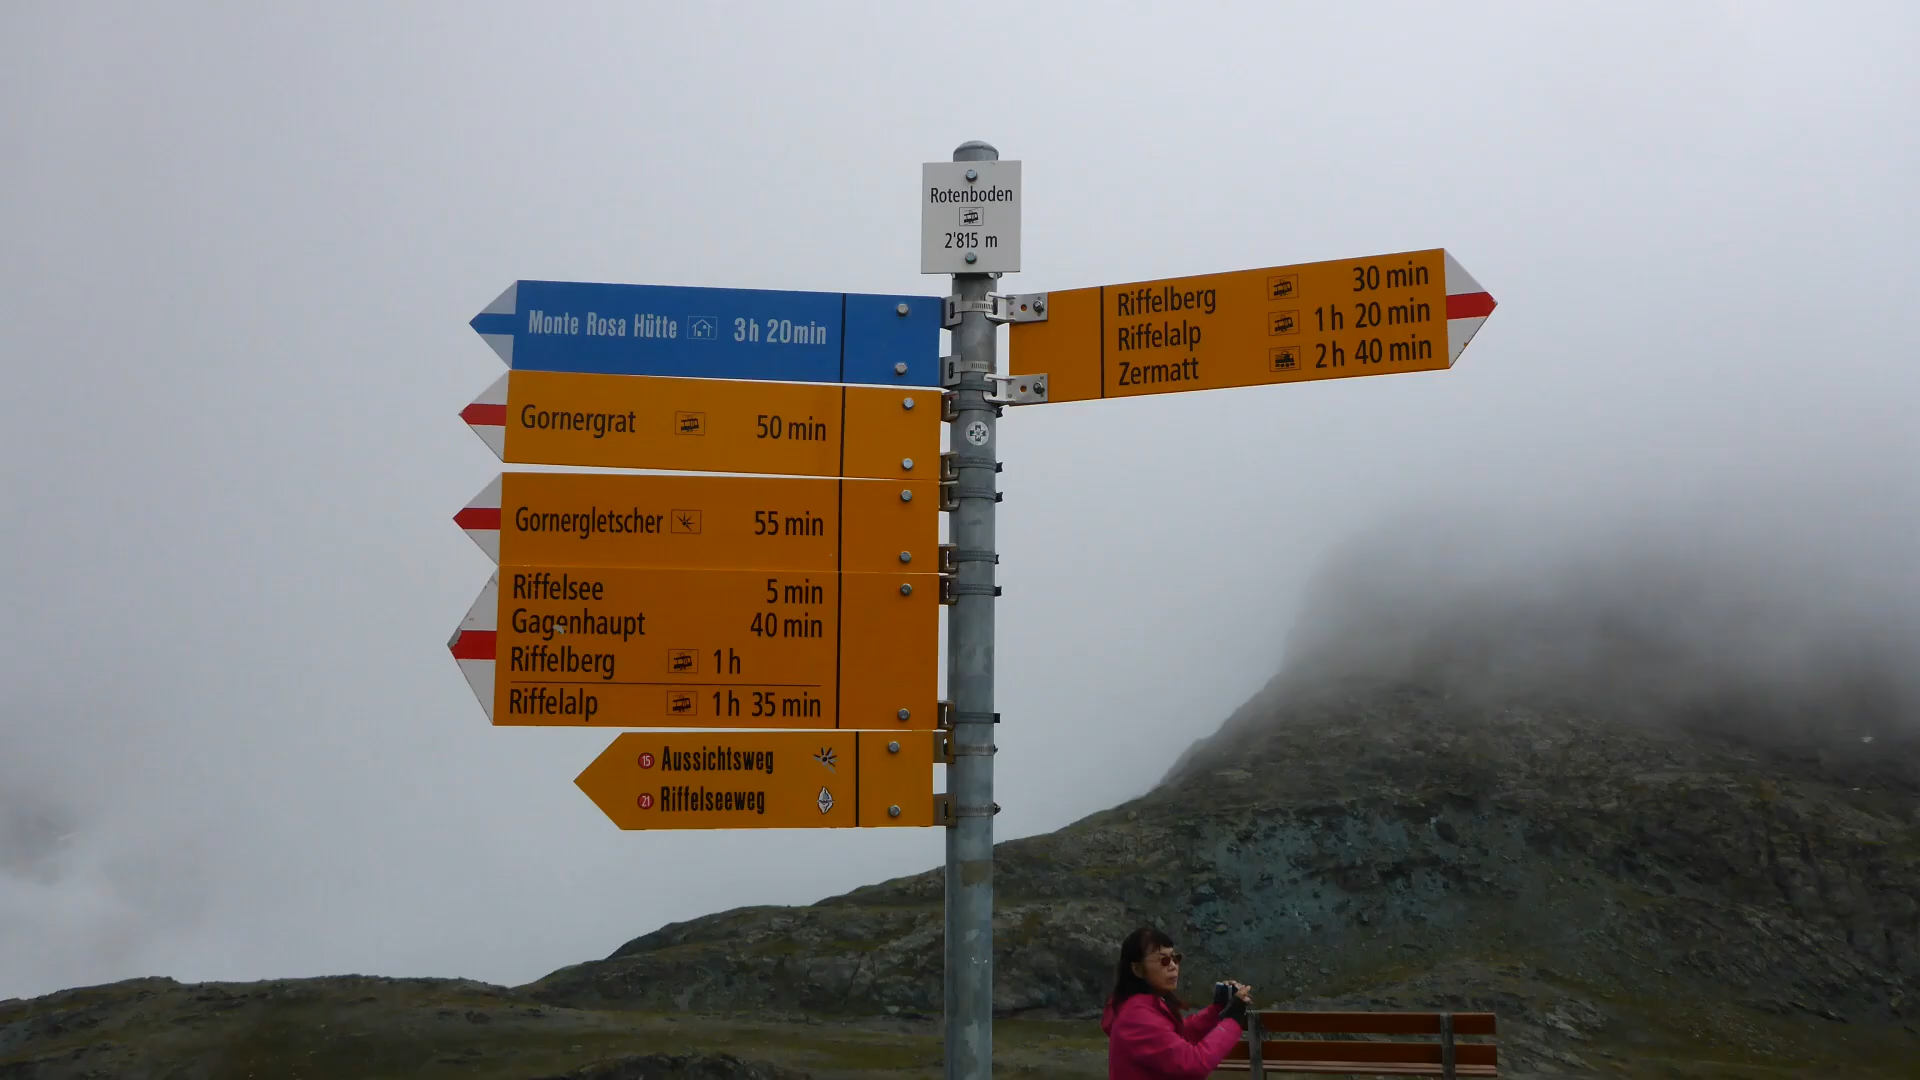 Rotenboden
2'815 m
Monte Rosa Hütte 3h 20min
Gornergrat 50 min
Gornergletscher 55 min
Riffelsee 5 min
Gagenhaupt 40 min
Riffelberg 1 h
Riffelalp 1 h 35 min
15 Aussichtsweg
21 Riffelseeweg
Riffelberg 30 min
Riffelalp 1 h 20 min
Zermatt 2 h 40 min